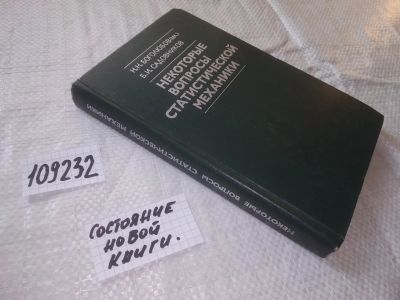 Н.Н. БОГОЛЮБОВ (мл.)
Б.И. САДОВНИКОВ
НЕКОТОРЫЕ
ВОПРОСЫ
СТАТИСТИЧЕСКОЙ
МЕХАНИКИ
НЕКОТОРЫЕ ВОПРОСЫ СТАТИСТИЧЕСКОЙ МЕХАНИКИ
109232
СОСТОЯНИЕ
НОВОЙ
КНИГИ.